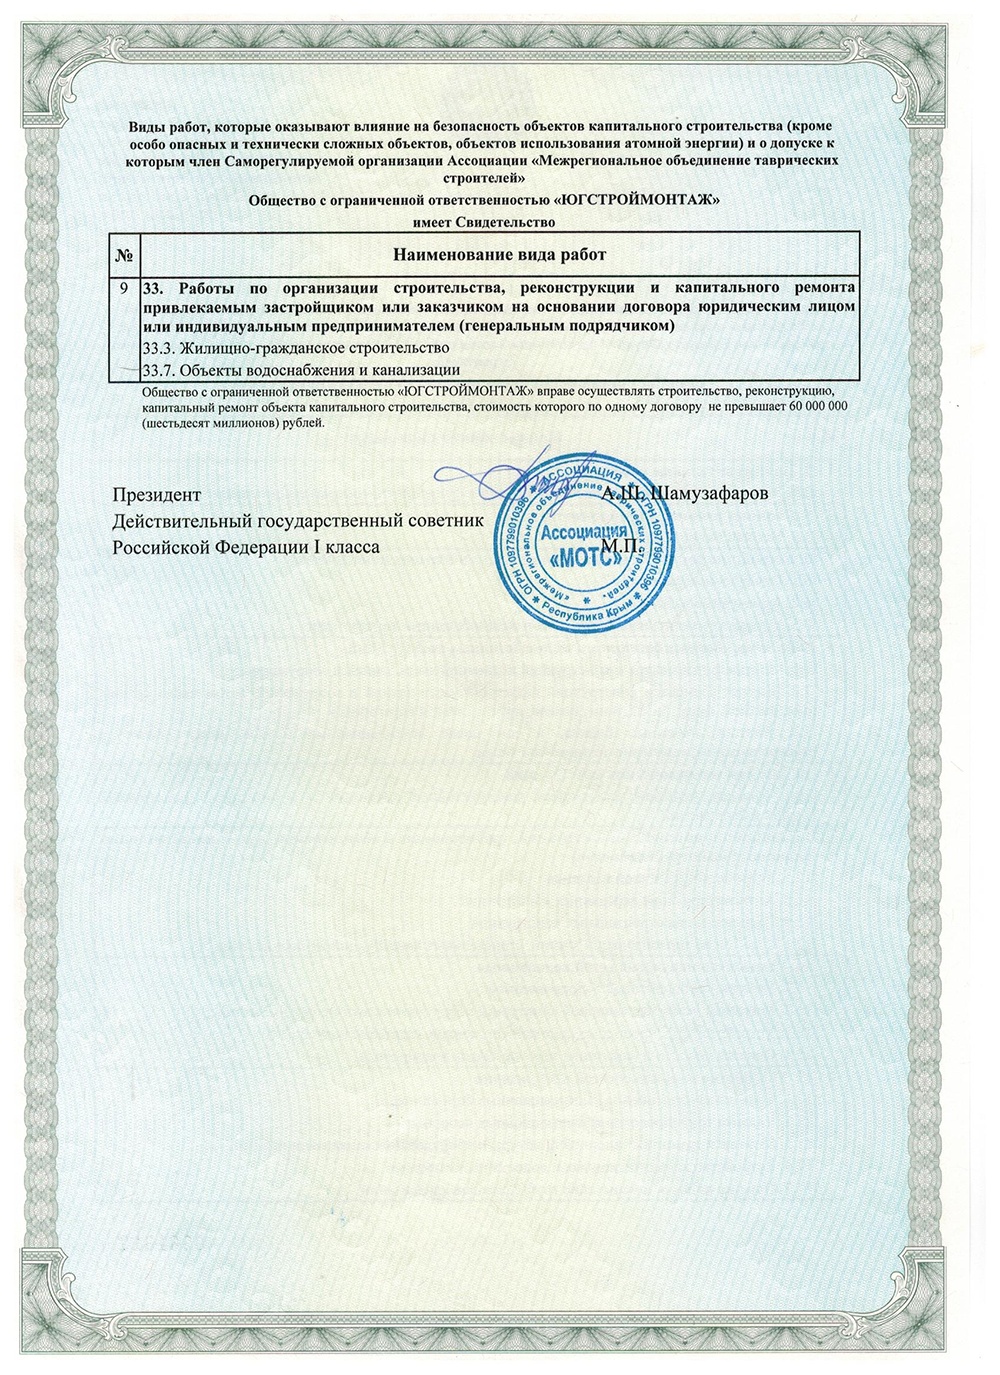 Виды работ, которые оказывают влияние на безопасность объектов капитального строительства (кроме
особо опасных и технически сложных объектов, объектов использования атомной энергии) и о допуске к
которым член Саморегулируемой организации Ассоциации «Межрегиональное объединение таврических
строителей»
Общество с ограниченной ответственностью «ЮГСТРОЙМОНТАЖ»
имеет Свидетельство
№ Наименование вида работ
9 33. Работы по организации строительства, реконструкции и капитального ремонта
привлекаемым застройщиком или заказчиком на основании договора юридическим лицом
или индивидуальным предпринимателем (генеральным подрядчиком)
33.3. Жилищно-гражданское строительство
33.7. Объекты водоснабжения и канализации
Общество с ограниченной ответственностью «ЮГСТРОЙМОНТАЖ» вправе осуществлять строительство, реконструкцию,
капитальный ремонт объекта капитального строительства, стоимость которого по одному договору не превышает 60 000 000
(шестьдесят миллионов) рублей.
Президент А.Ш. Шамузафаров
Действительный государственный советник
Российской Федерации I класса М.П.
АССОЦИАЦИЯ ✱ ОГРН 1097799010396 ✱ Республика Крым ✱ ОГРН 1097799010396 ✱
«Межрегиональное объединение таврических строителей» ✱
Ассоциация
«МОТС»